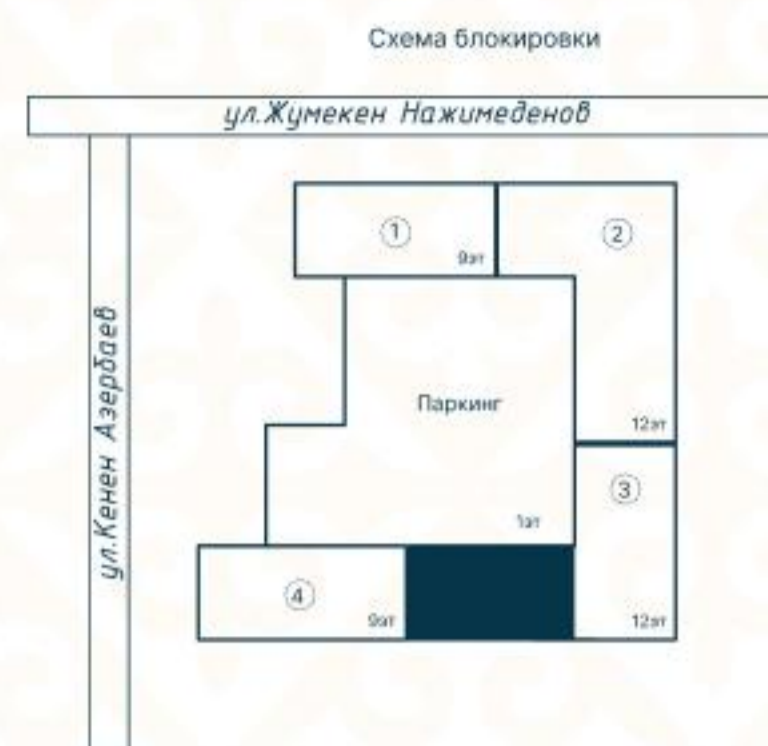 Схема блокировки
ул.Жумекен Нажимеденов
1
2
9эт
ул.Кенен Азербаев
Паркинг
12эт
3
1эт
4
9эт
12эт